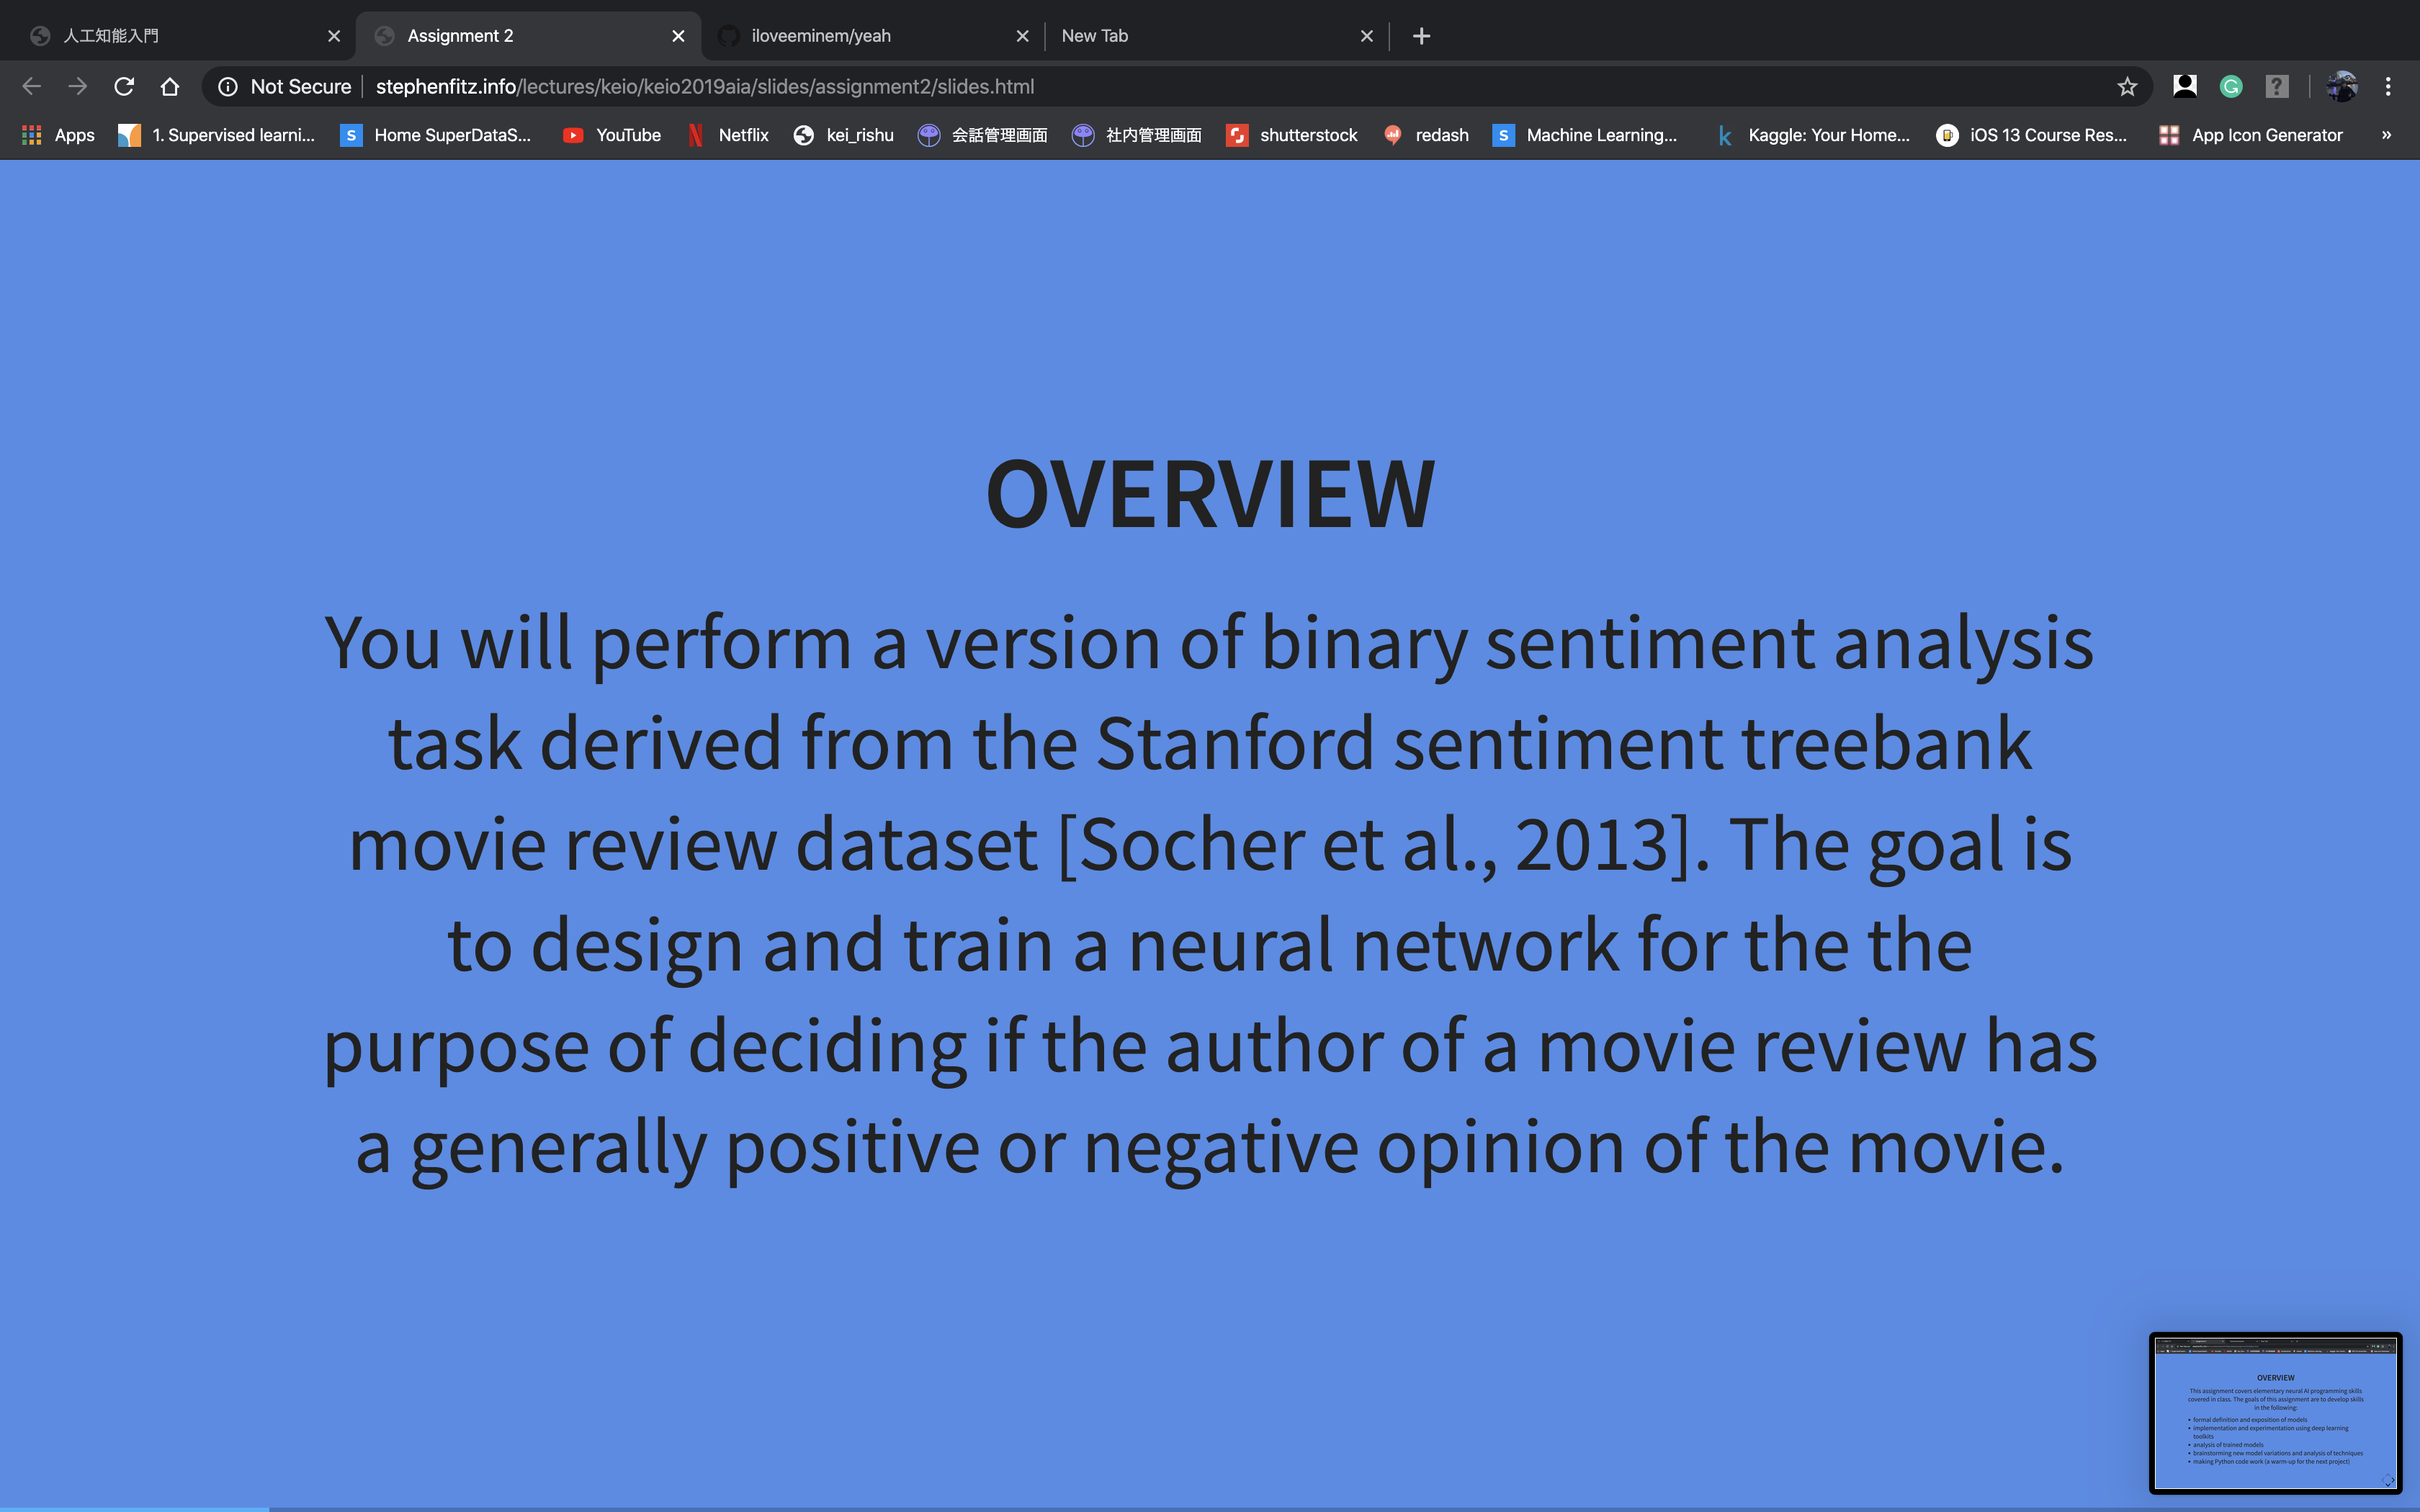 人工知能入門
Assignment 2
iloveeminem/yeah
New Tab
Not Secure
stephenfitz.info/lectures/keio/keio2019aia/slides/assignment2/slides.html
Apps
1. Supervised learni...
Home SuperDataS...
YouTube
Netflix
kei_rishu
会話管理画面
社内管理画面
shutterstock
redash
Machine Learning...
Kaggle: Your Home...
iOS 13 Course Res...
App Icon Generator
»
OVERVIEW
You will perform a version of binary sentiment analysis
task derived from the Stanford sentiment treebank
movie review dataset [Socher et al., 2013]. The goal is
to design and train a neural network for the the
purpose of deciding if the author of a movie review has
a generally positive or negative opinion of the movie.
OVERVIEW
This assignment covers elementary neural AI programming skills
covered in class. The goals of this assignment are to develop skills
in the following:
• formal definition and exposition of models
• implementation and experimentation using deep learning
toolkits
• analysis of trained models
• brainstorming new model variations and analysis of techniques
• making Python code work (a warm-up for the next project)